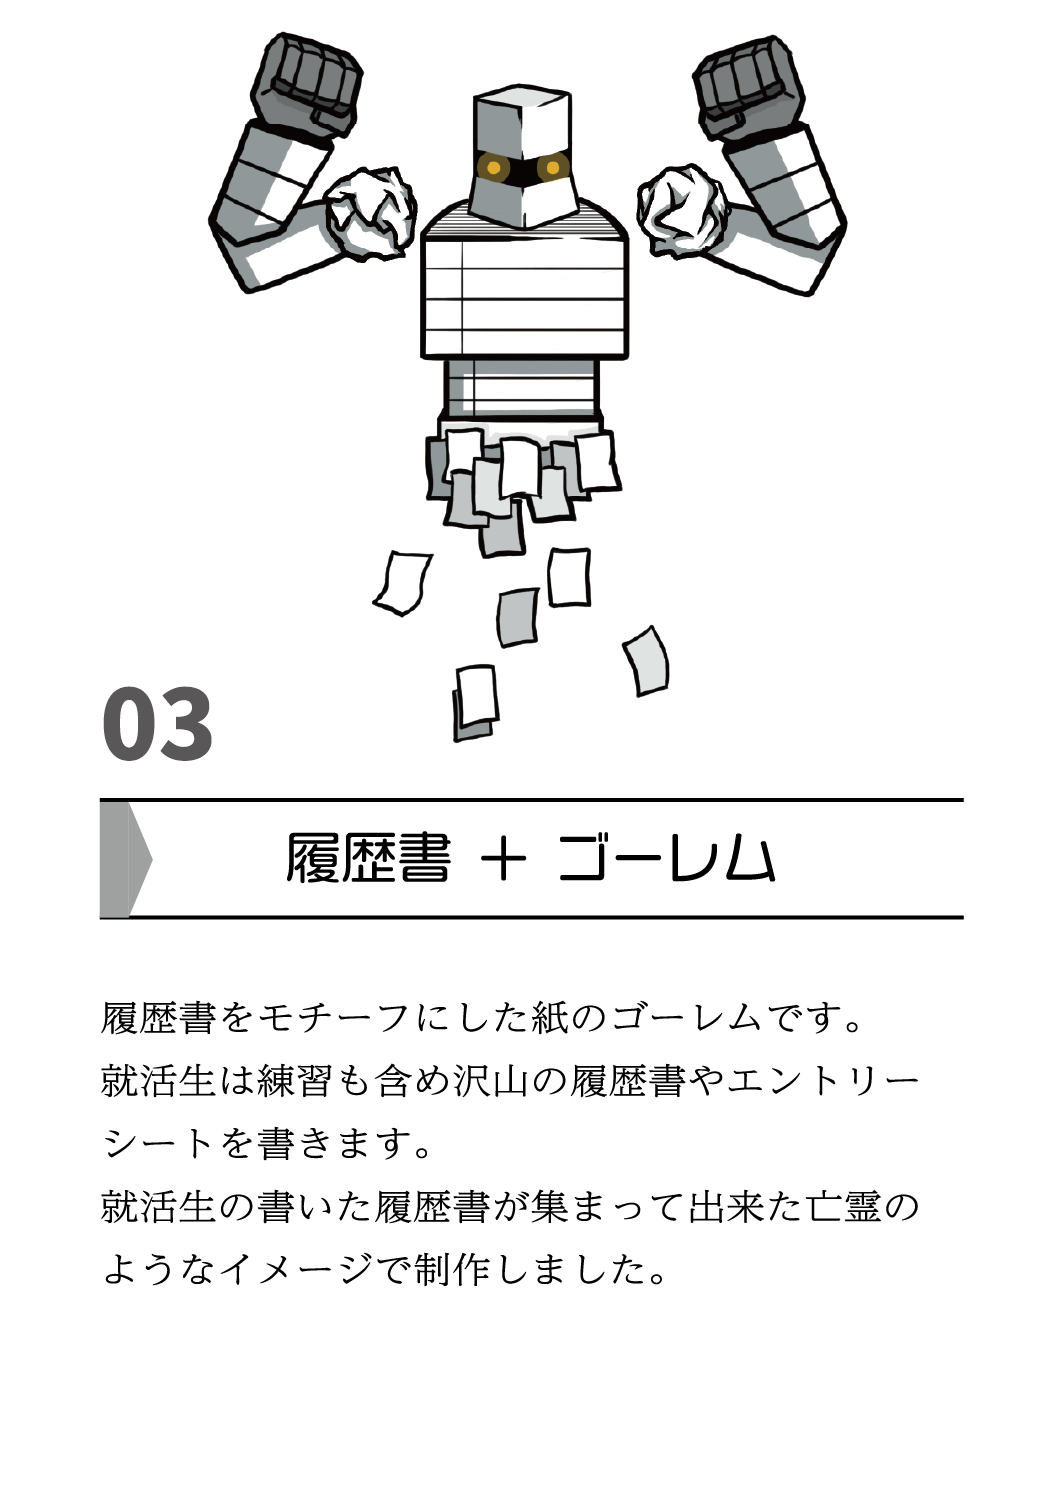 03
履歴書 + ゴーレム
履歴書をモチーフにした紙のゴーレムです。
就活生は練習も含め沢山の履歴書やエントリー
シートを書きます。
就活生の書いた履歴書が集まって出来た亡霊の
ようなイメージで制作しました。